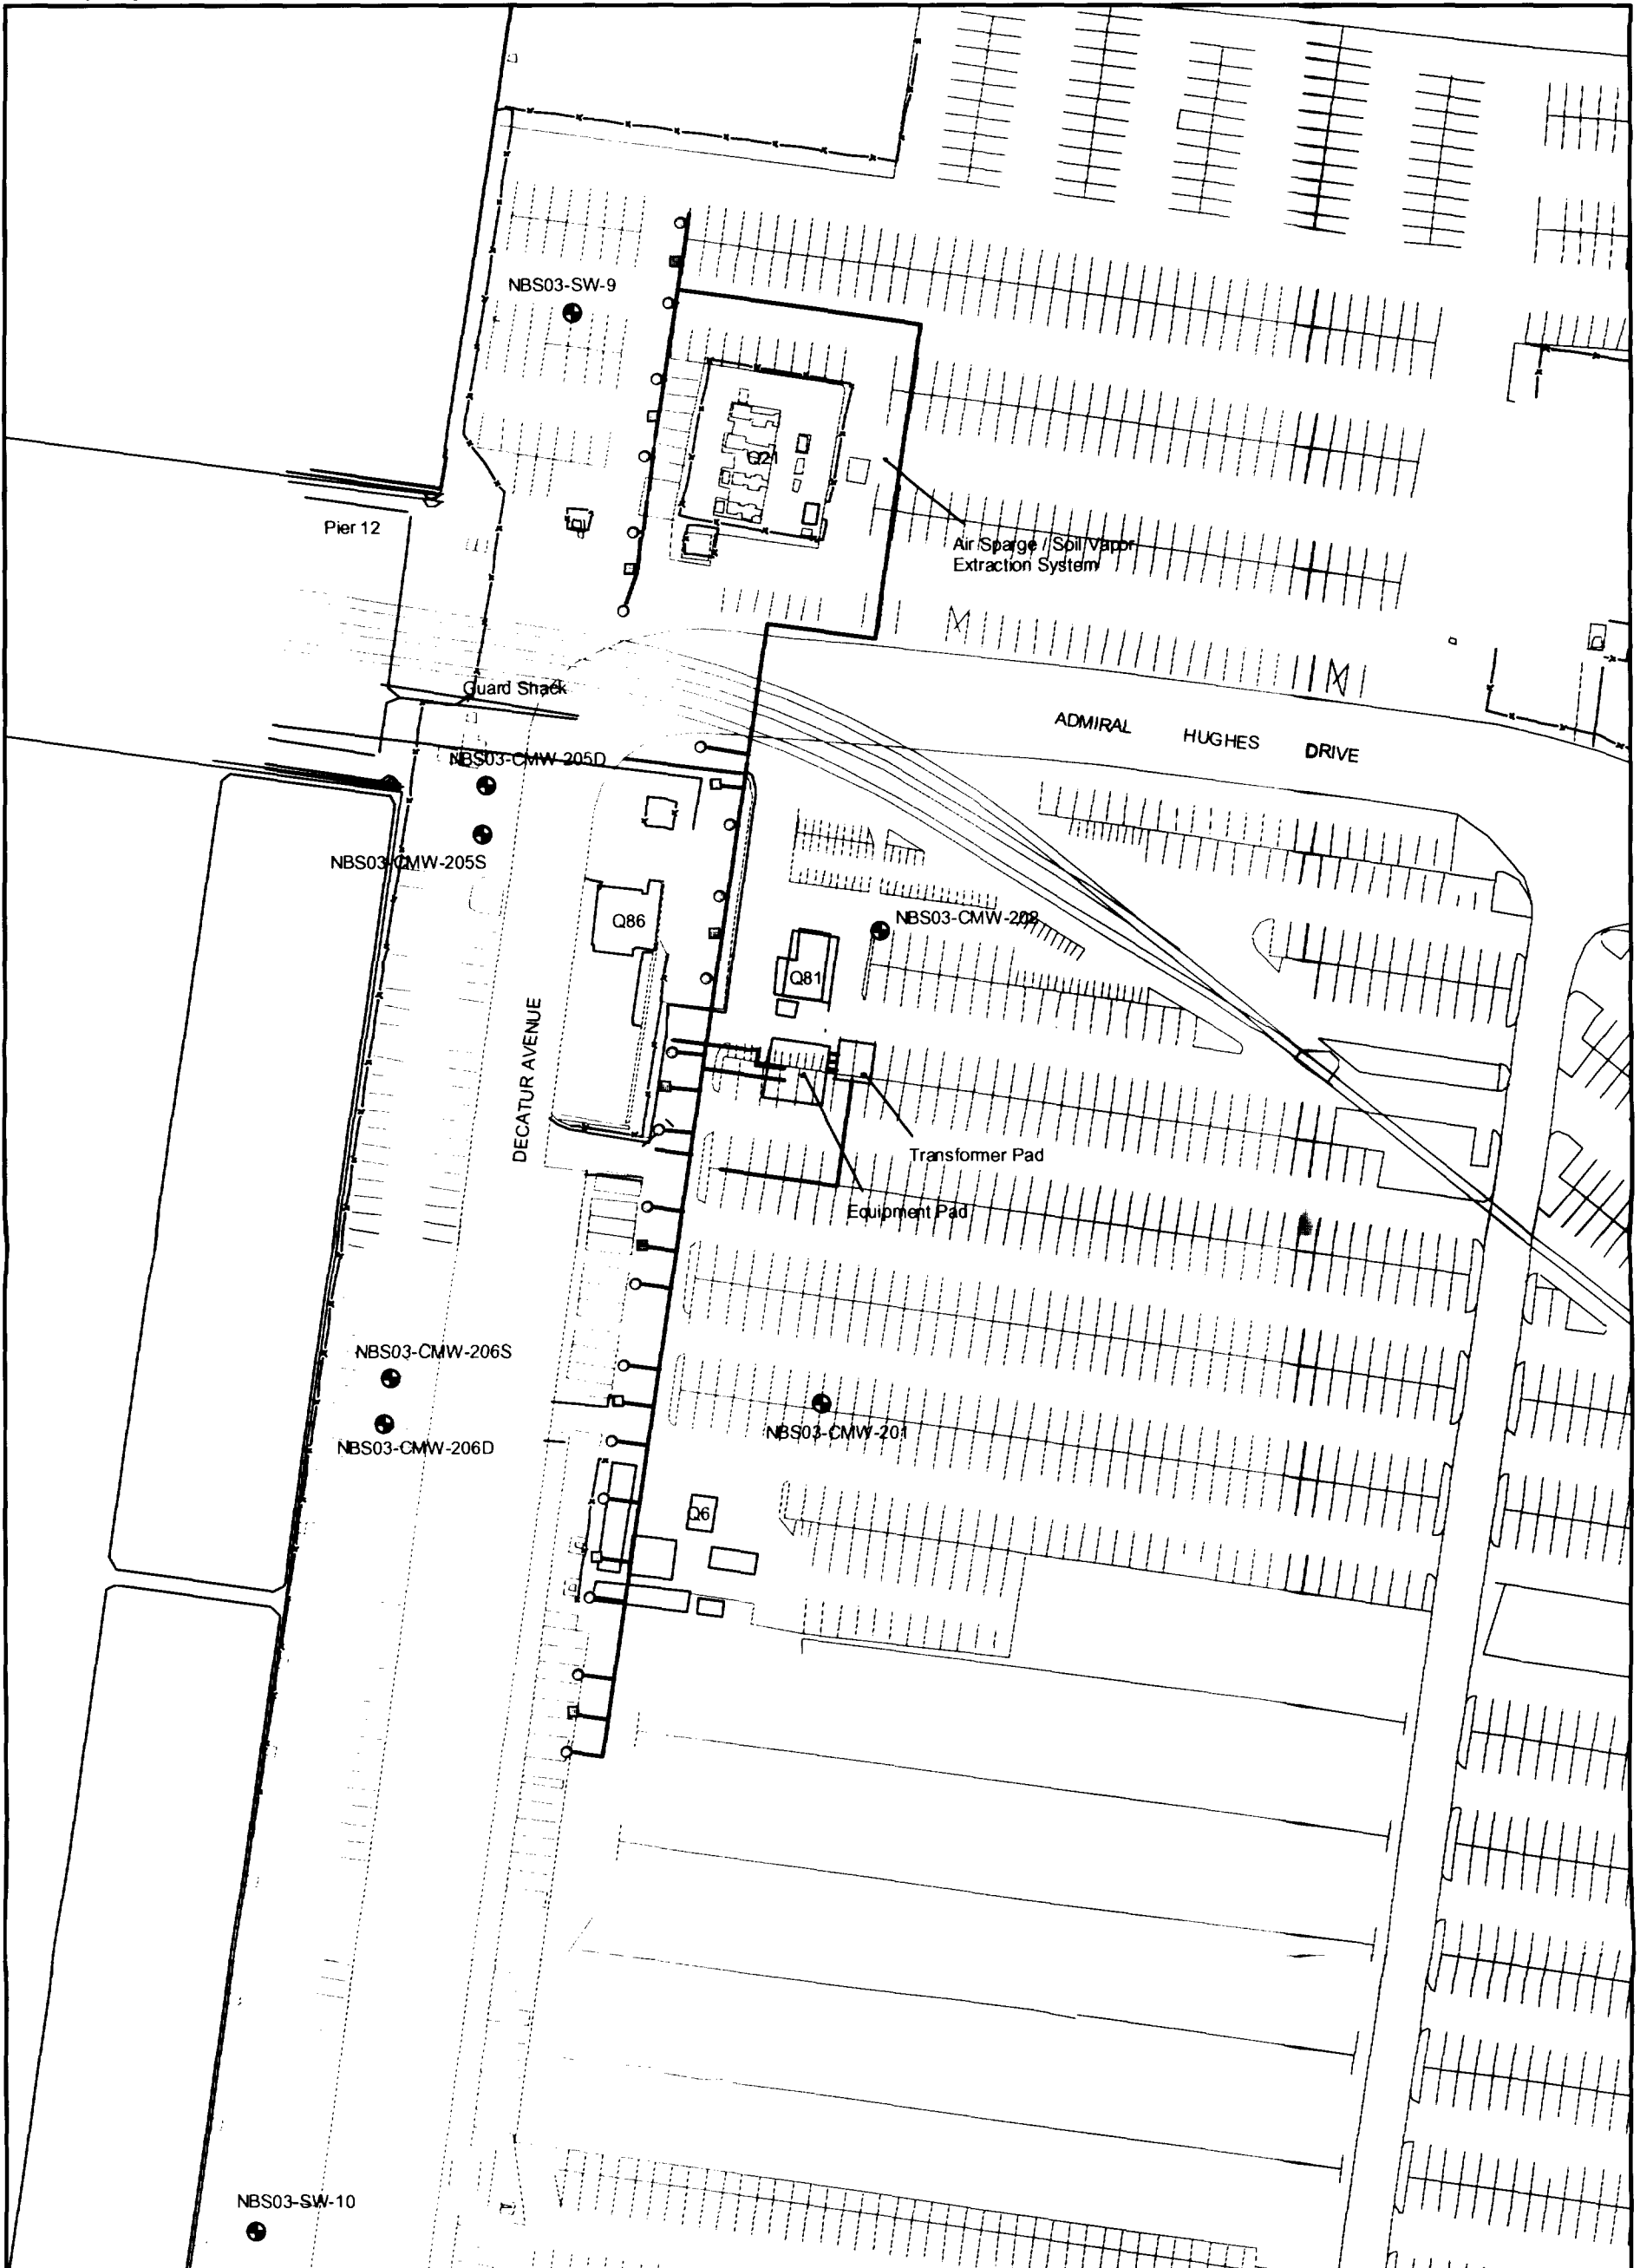 NBS03-SW-9
Q21
Pier 12
Air Sparge / Soil Vapor
Extraction System
Guard Shack
ADMIRAL HUGHES DRIVE
NBS03-CMW-205D
NBS03-CMW-205S
Q86
NBS03-CMW-202
Q81
DECATUR AVENUE
Transformer Pad
Equipment Pad
NBS03-CMW-206S
NBS03-CMW-201
NBS03-CMW-206D
Q6
NBS03-SW-10